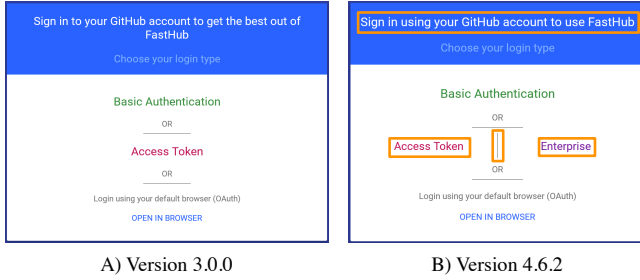 Sign in to your GitHub account to get the best out of
FastHub
Choose your login type
Basic Authentication
OR
Access Token
OR
Login using your default browser (OAuth)
OPEN IN BROWSER
A) Version 3.0.0
Sign in using your GitHub account to use FastHub
Choose your login type
Basic Authentication
OR
Access Token Enterprise
OR
Login using your default browser (OAuth)
OPEN IN BROWSER
B) Version 4.6.2